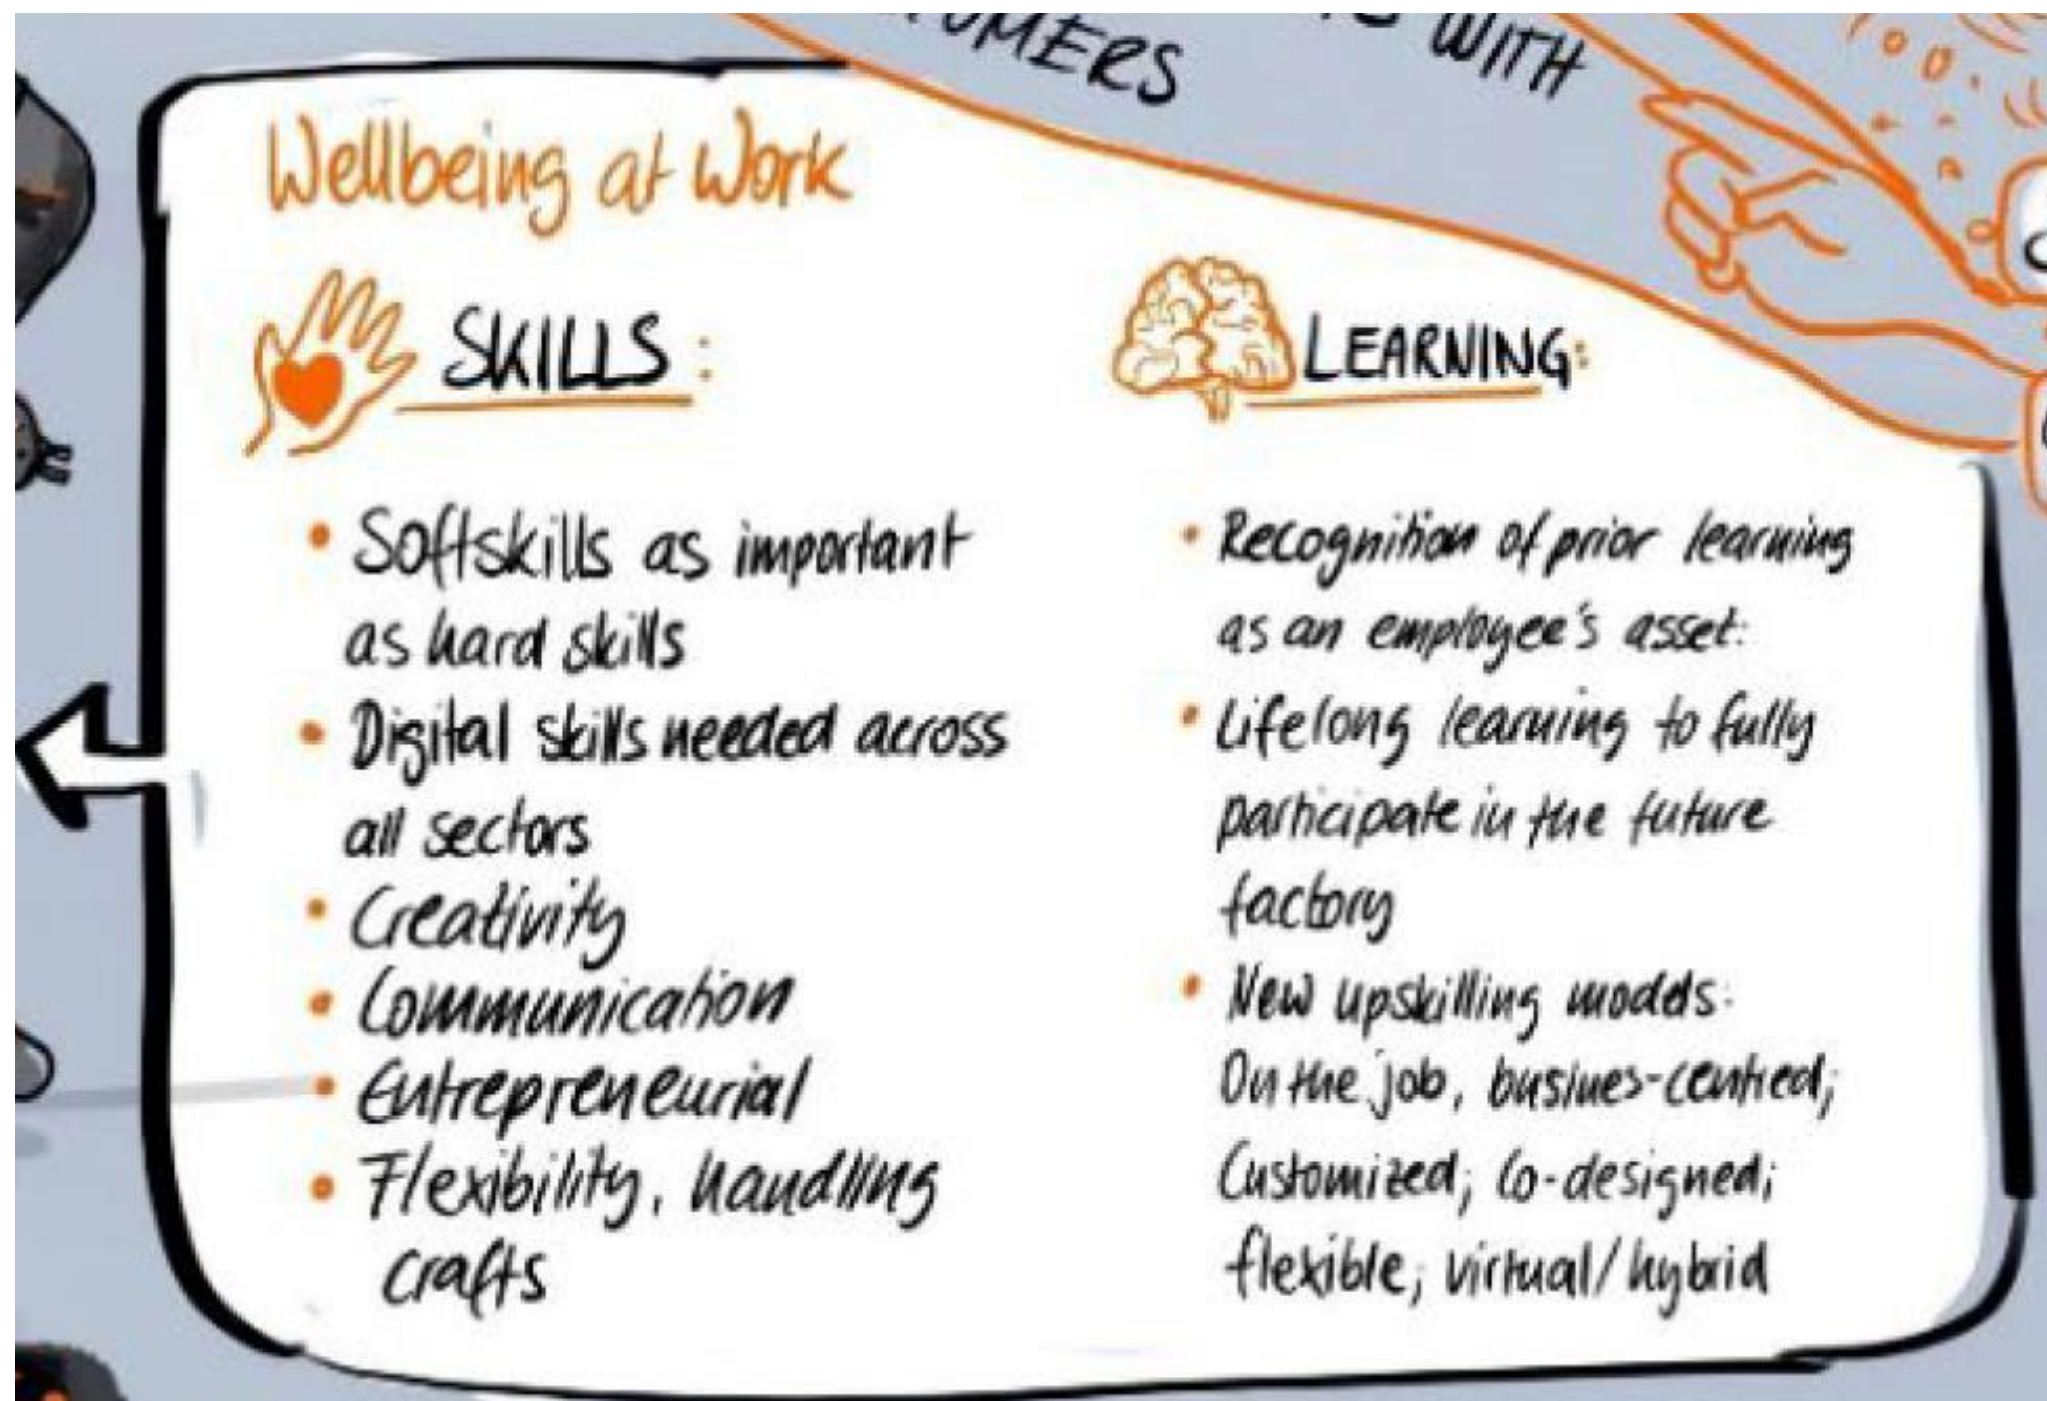 WITH
Wellbeing at Work
SKILLS:
Softskills as important
as hard skills
Digital skills needed across
all sectors
Creativity
Communication
Entrepreneurial
Flexibility, handling
crafts
LEARNING:
Recognition of prior learning
as an employee's asset:
Lifelong learning to fully
participate in the future
factory
New upskilling models:
On the job, busines-centred;
Customized; Co-designed;
flexible; virtual/hybrid